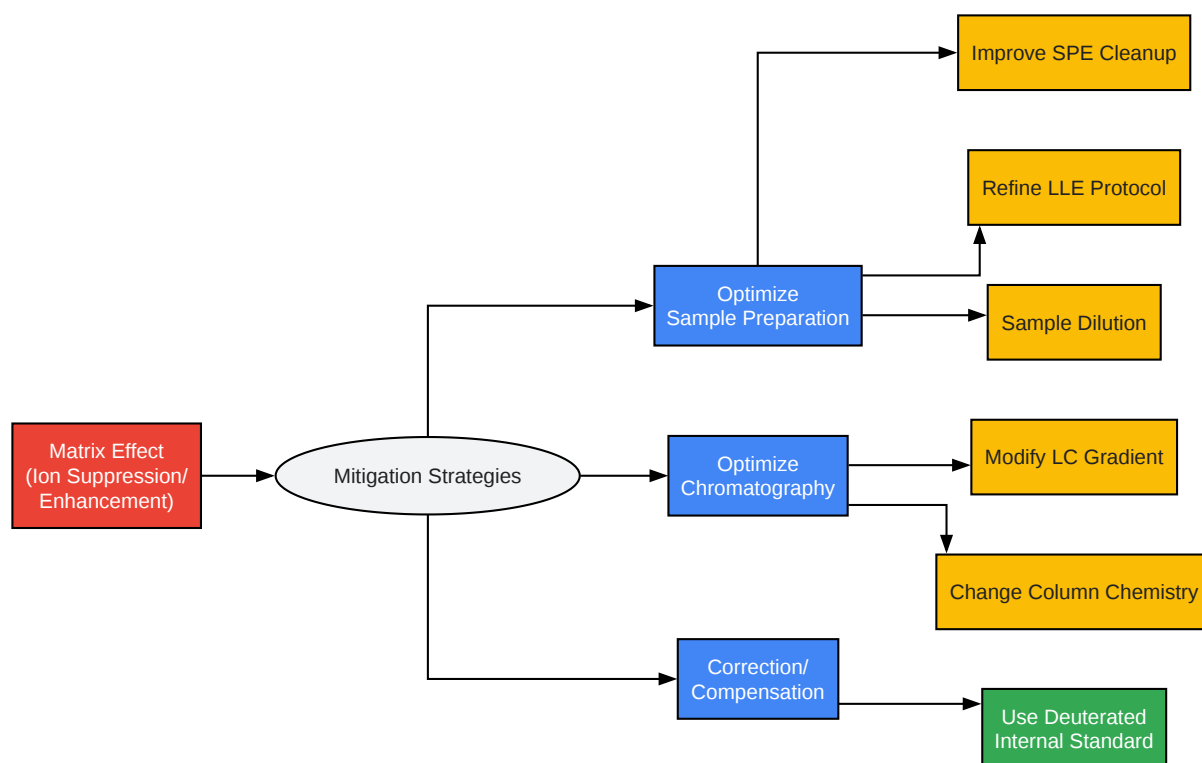 Improve SPE Cleanup
Refine LLE Protocol
Optimize
Sample Preparation
Sample Dilution
Matrix Effect
(Ion Suppression/
Enhancement)
Mitigation Strategies
Optimize
Chromatography
Modify LC Gradient
Change Column Chemistry
Correction/
Compensation
Use Deuterated
Internal Standard